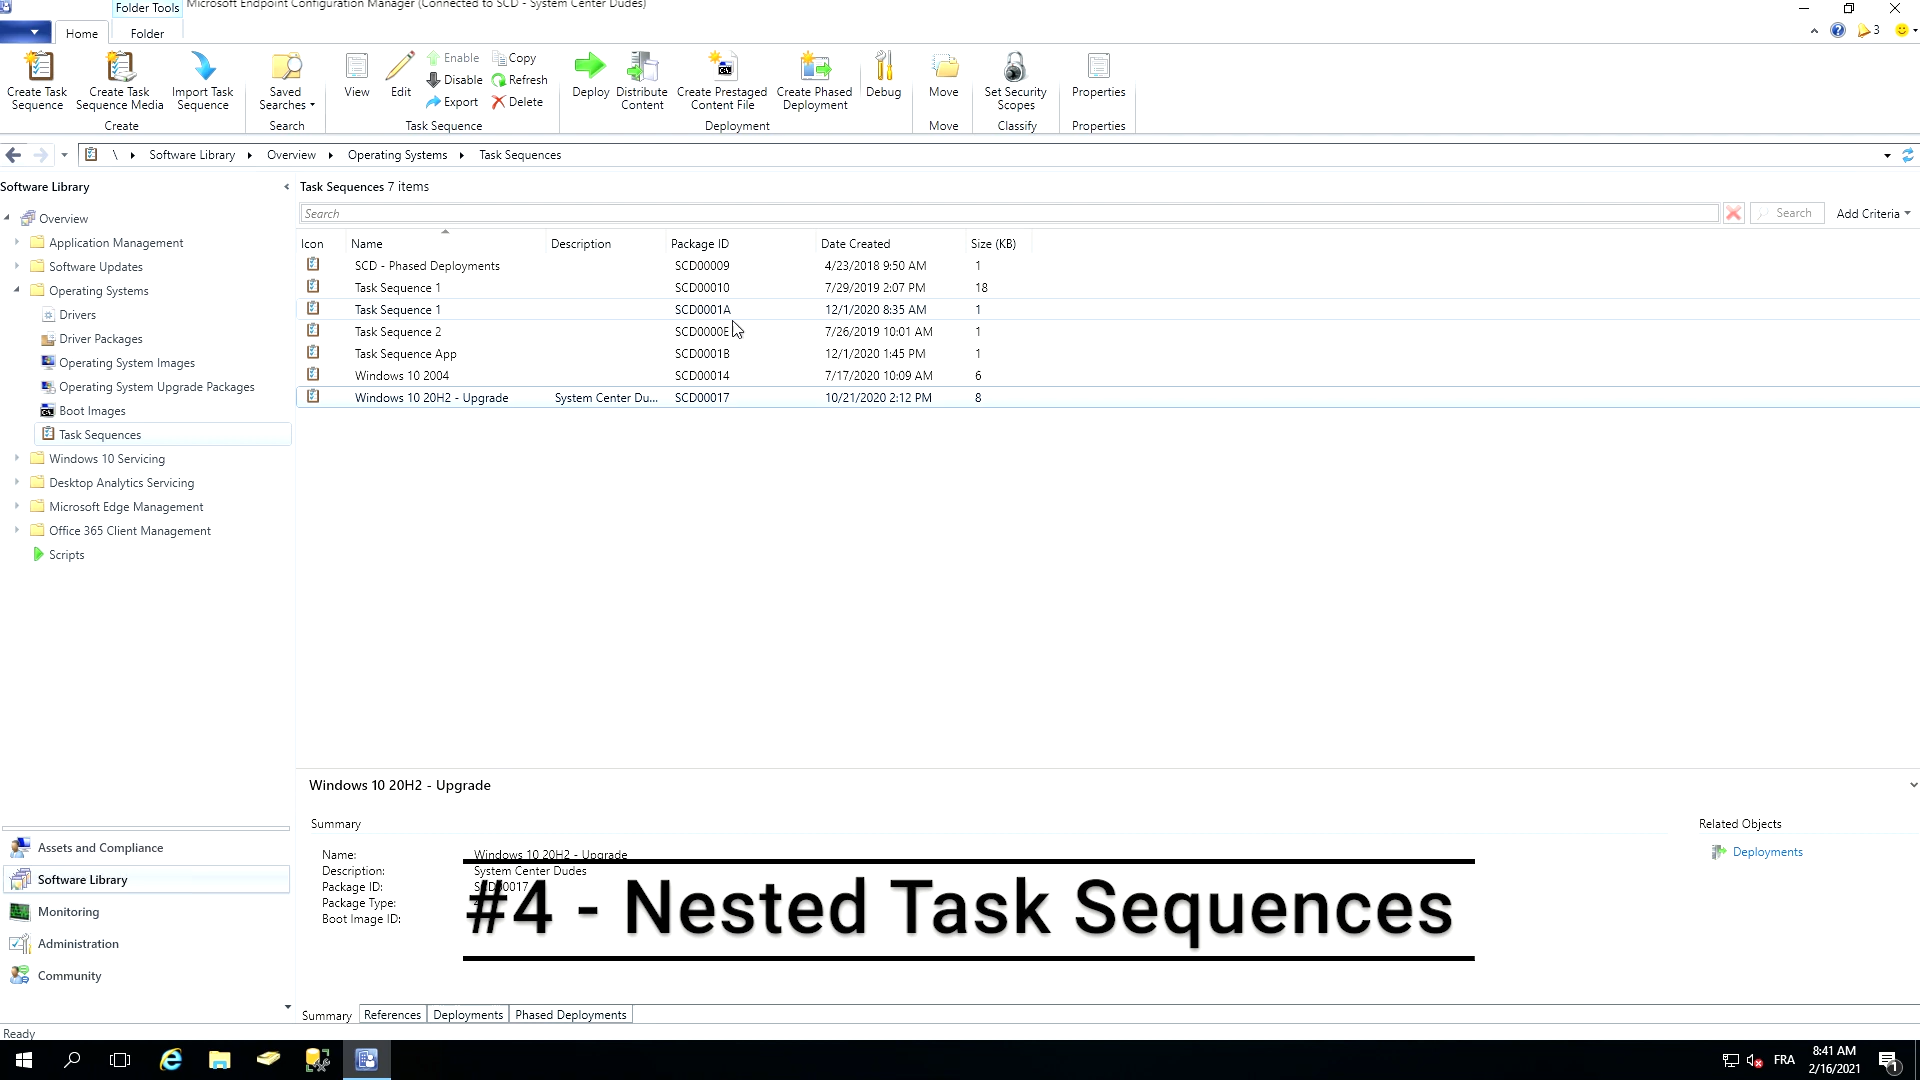 Folder Tools
Microsoft Endpoint Configuration Manager (Connected to SCD - System Center Dudes)
Home
Folder
3
Create Task Sequence
Create Task Sequence Media
Import Task Sequence
Create
Saved Searches
Search
View
Edit
Enable
Disable
Export
Copy
Refresh
Delete
Task Sequence
Deploy
Distribute Content
Create Prestaged Content File
Create Phased Deployment
Debug
Deployment
Move
Move
Set Security Scopes
Classify
Properties
Properties
\ Software Library Overview Operating Systems Task Sequences
Software Library
Overview
Application Management
Software Updates
Operating Systems
Drivers
Driver Packages
Operating System Images
Operating System Upgrade Packages
Boot Images
Task Sequences
Windows 10 Servicing
Desktop Analytics Servicing
Microsoft Edge Management
Office 365 Client Management
Scripts
Assets and Compliance
Software Library
Monitoring
Administration
Community
Task Sequences 7 items
Search
Search
Add Criteria
Icon Name Description Package ID Date Created Size (KB)
SCD - Phased Deployments SCD00009 4/23/2018 9:50 AM 1
Task Sequence 1 SCD00010 7/29/2019 2:07 PM 18
Task Sequence 1 SCD0001A 12/1/2020 8:35 AM 1
Task Sequence 2 SCD0000E 7/26/2019 10:01 AM 1
Task Sequence App SCD0001B 12/1/2020 1:45 PM 1
Windows 10 2004 SCD00014 7/17/2020 10:09 AM 6
Windows 10 20H2 - Upgrade System Center Du... SCD00017 10/21/2020 2:12 PM 8
Windows 10 20H2 - Upgrade
Summary
Name: Windows 10 20H2 - Upgrade
Description: System Center Dudes
Package ID: SCD00017
Package Type:
Boot Image ID:
Related Objects
Deployments
#4 - Nested Task Sequences
Summary References Deployments Phased Deployments
Ready
FRA
8:41 AM
2/16/2021
1